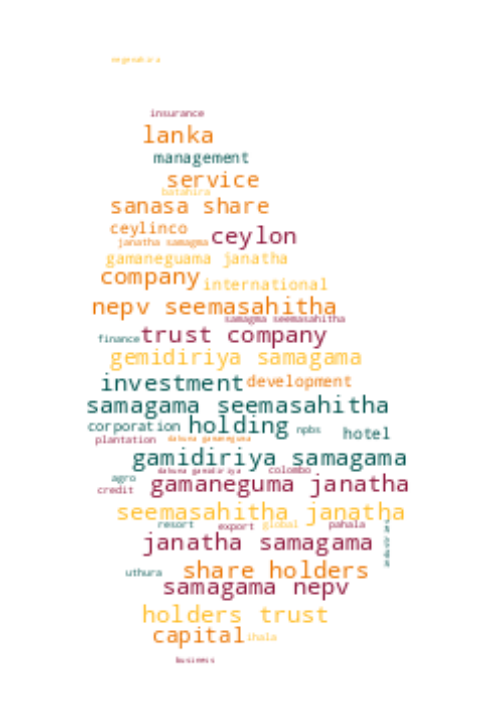 insurance
lanka
management
service
batahira
sanasa share
ceylinco
janatha samagma ceylon
gamaneguama janatha
company international
nepv seemasahitha
samagma seemasahitha
finance trust company
gemidiriya samagama
investment development
samagama seemasahitha
corporation holding npbs hotel
plantation dakuna gamaneguma
gamidiriya samagama
dakuna gamidiriya colombo
agro
credit gamaneguma janatha
seemasahitha janatha
resort export global pahala
janatha samagama
uthura share holders
samagama nepv
holders trust
capital ihala
business